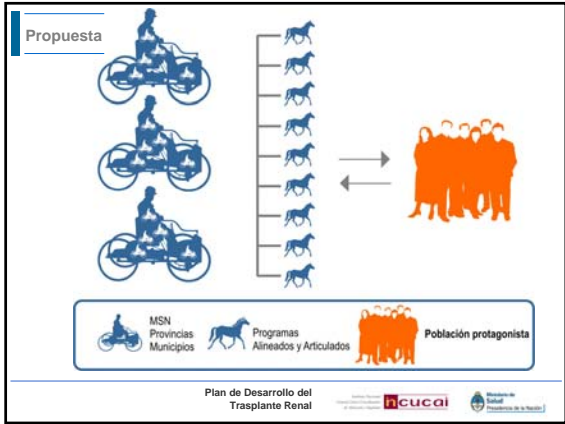 Propuesta
MSN
Provincias
Municipios
Programas
Alineados y Articulados
Población protagonista
Plan de Desarrollo del
Trasplante Renal
incucai
Ministerio de
Salud
Presidencia de la Nación